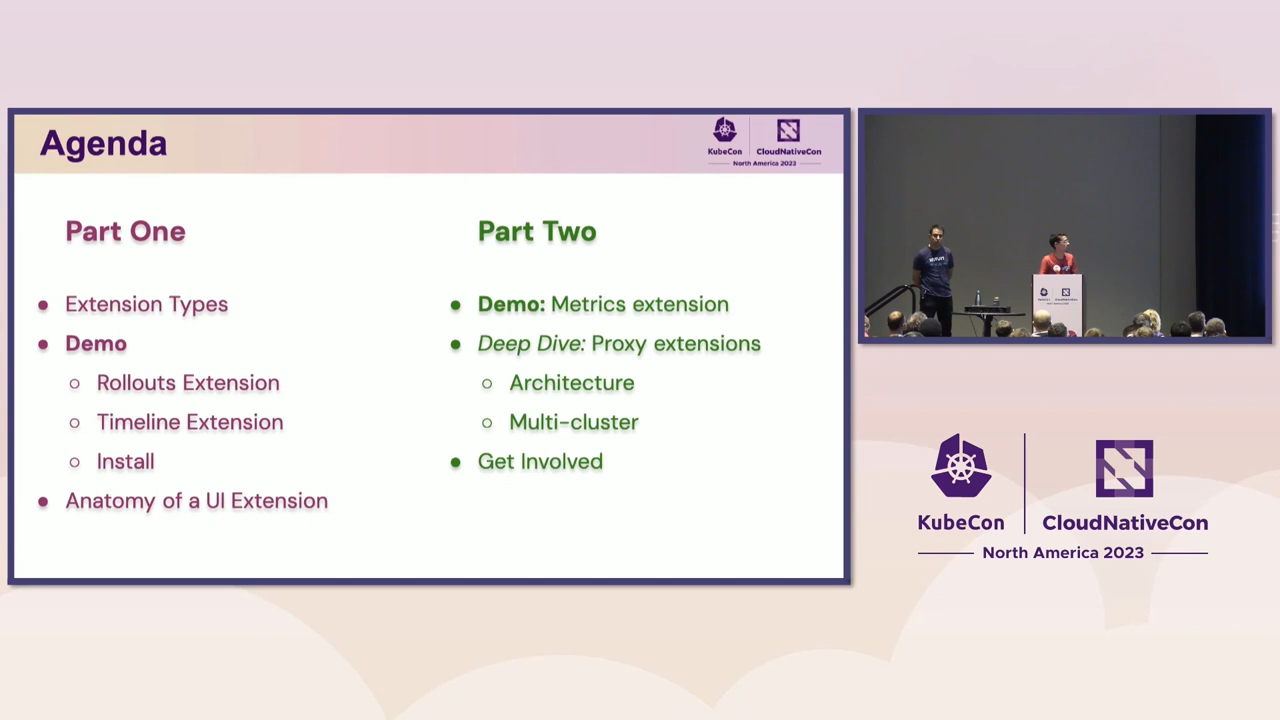 Agenda
KubeCon
CloudNativeCon
North America 2023
Part One
Extension Types
Demo
Rollouts Extension
Timeline Extension
Install
Anatomy of a UI Extension
Part Two
Demo: Metrics extension
Deep Dive: Proxy extensions
Architecture
Multi-cluster
Get Involved
KubeCon
CloudNativeCon
North America 2023